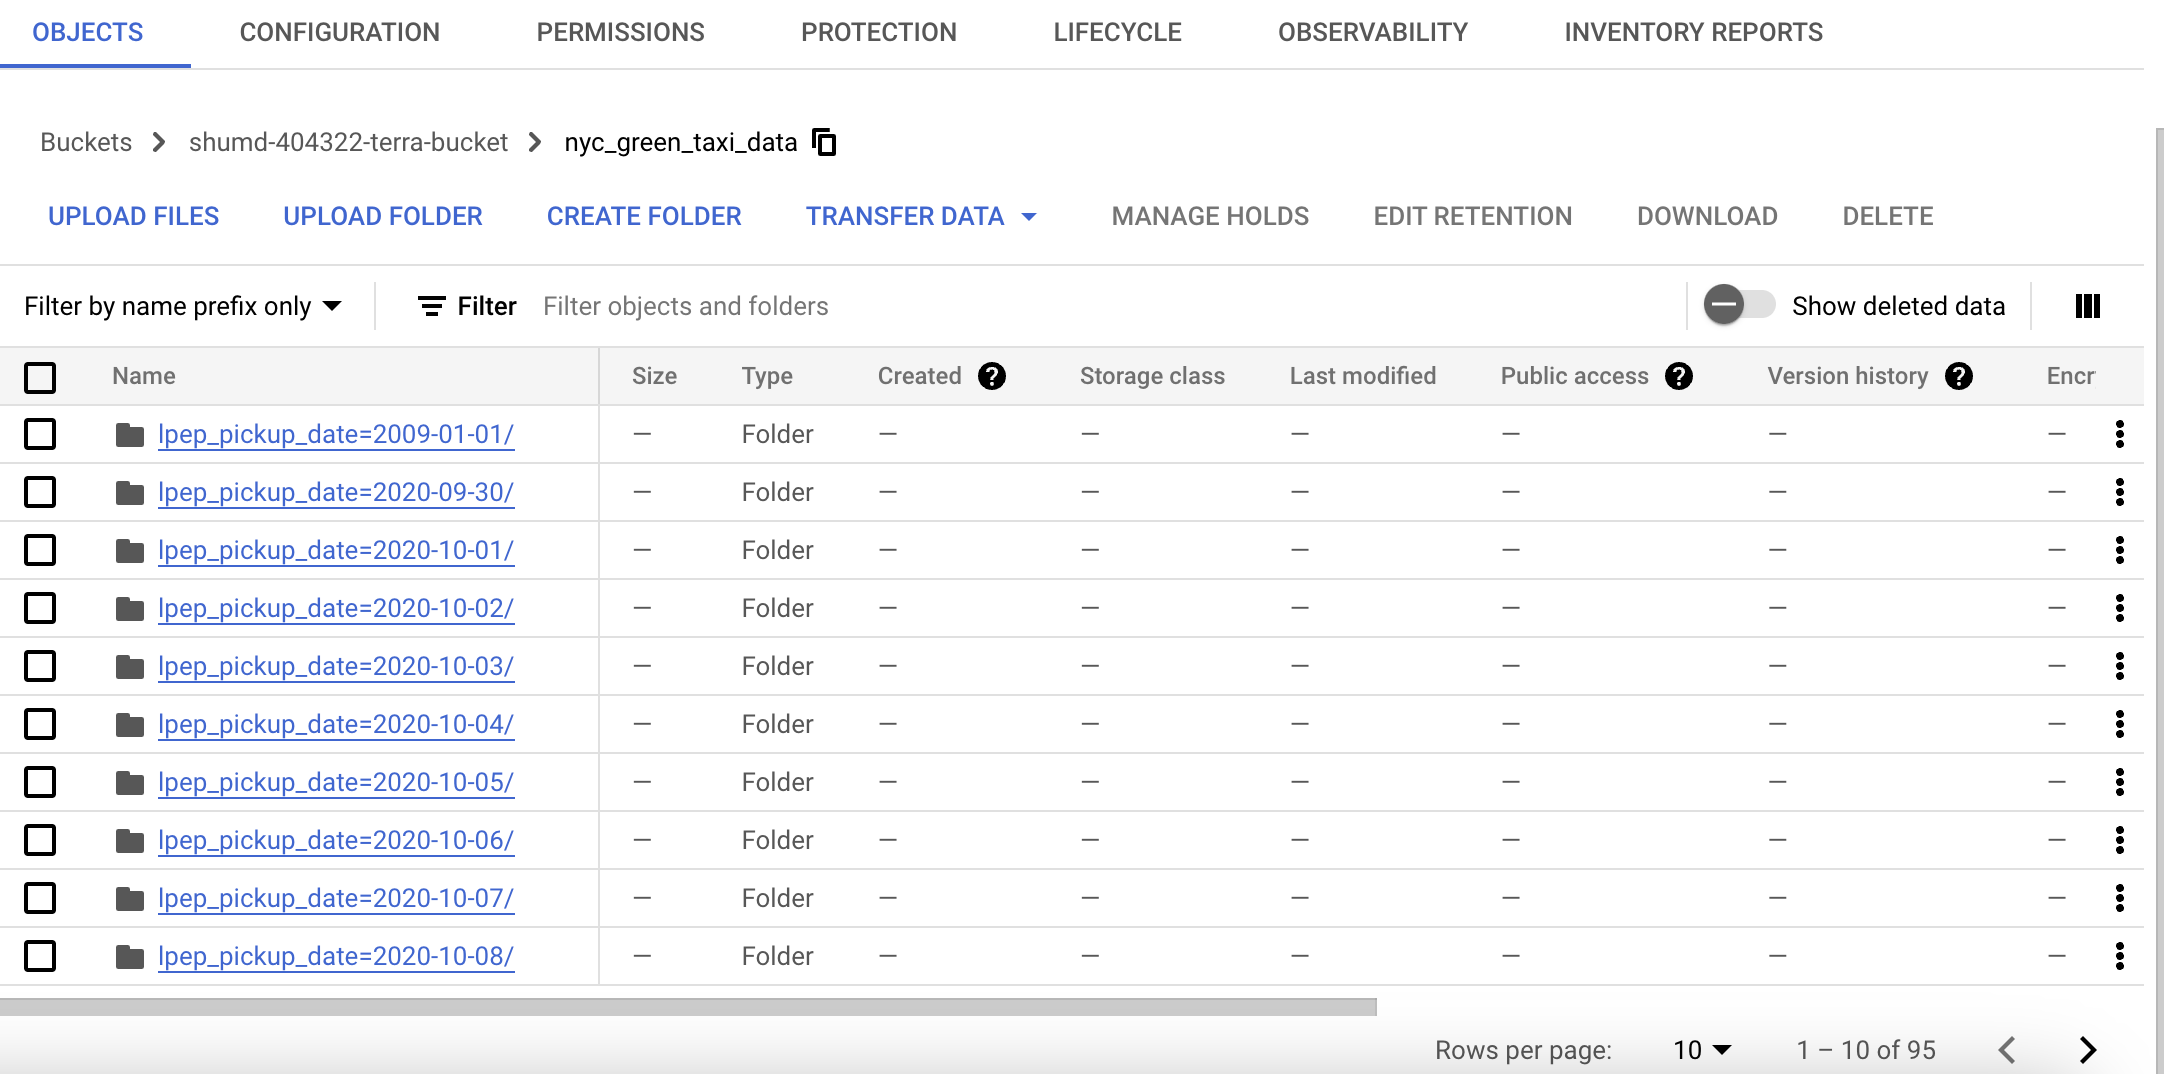 OBJECTS CONFIGURATION PERMISSIONS PROTECTION LIFECYCLE OBSERVABILITY INVENTORY REPORTS
Buckets > shumd-404322-terra-bucket > nyc_green_taxi_data
UPLOAD FILES UPLOAD FOLDER CREATE FOLDER TRANSFER DATA MANAGE HOLDS EDIT RETENTION DOWNLOAD DELETE
Filter by name prefix only Filter Filter objects and folders Show deleted data
Name Size Type Created ? Storage class Last modified Public access ? Version history ? Encr
lpep_pickup_date=2009-01-01/ — Folder — — — — — —
lpep_pickup_date=2020-09-30/ — Folder — — — — — —
lpep_pickup_date=2020-10-01/ — Folder — — — — — —
lpep_pickup_date=2020-10-02/ — Folder — — — — — —
lpep_pickup_date=2020-10-03/ — Folder — — — — — —
lpep_pickup_date=2020-10-04/ — Folder — — — — — —
lpep_pickup_date=2020-10-05/ — Folder — — — — — —
lpep_pickup_date=2020-10-06/ — Folder — — — — — —
lpep_pickup_date=2020-10-07/ — Folder — — — — — —
lpep_pickup_date=2020-10-08/ — Folder — — — — — —
Rows per page: 10 1 – 10 of 95